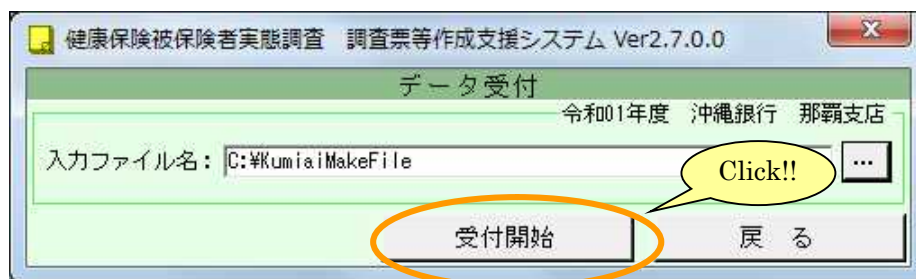 健康保険被保険者実態調査 調査票等作成支援システム Ver2.7.0.0
データ受付
令和01年度 沖縄銀行 那覇支店
入力ファイル名： C:¥KumiaiMakeFile ...
Click!!
受付開始 戻 る